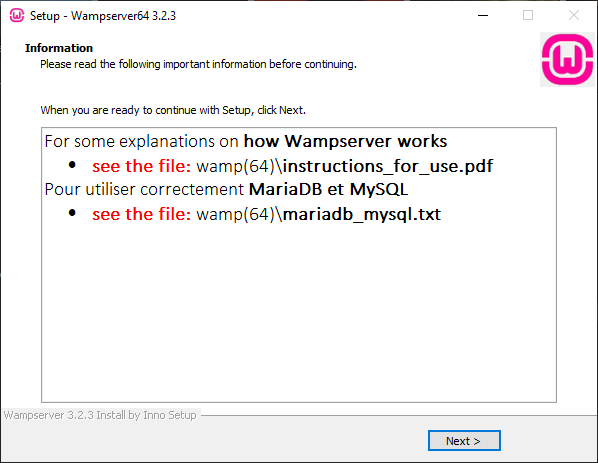 Setup - Wampserver64 3.2.3
Information
Please read the following important information before continuing.
When you are ready to continue with Setup, click Next.
For some explanations on how Wampserver works
• see the file: wamp(64)\instructions_for_use.pdf
Pour utiliser correctement MariaDB et MySQL
• see the file: wamp(64)\mariadb_mysql.txt
Wampserver 3.2.3 Install by Inno Setup
Next >